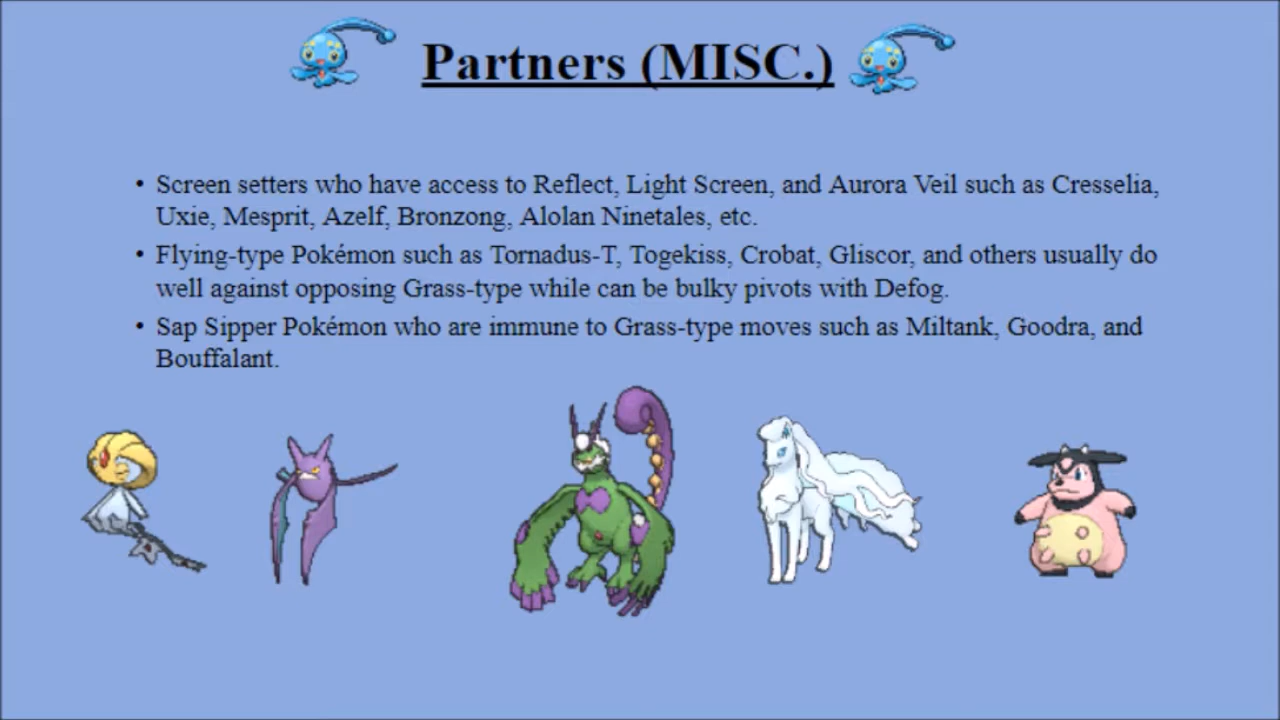 Partners (MISC.)
• Screen setters who have access to Reflect, Light Screen, and Aurora Veil such as Cresselia,
Uxie, Mesprit, Azelf, Bronzong, Alolan Ninetales, etc.
• Flying-type Pokémon such as Tornadus-T, Togekiss, Crobat, Gliscor, and others usually do
well against opposing Grass-type while can be bulky pivots with Defog.
• Sap Sipper Pokémon who are immune to Grass-type moves such as Miltank, Goodra, and
Bouffalant.